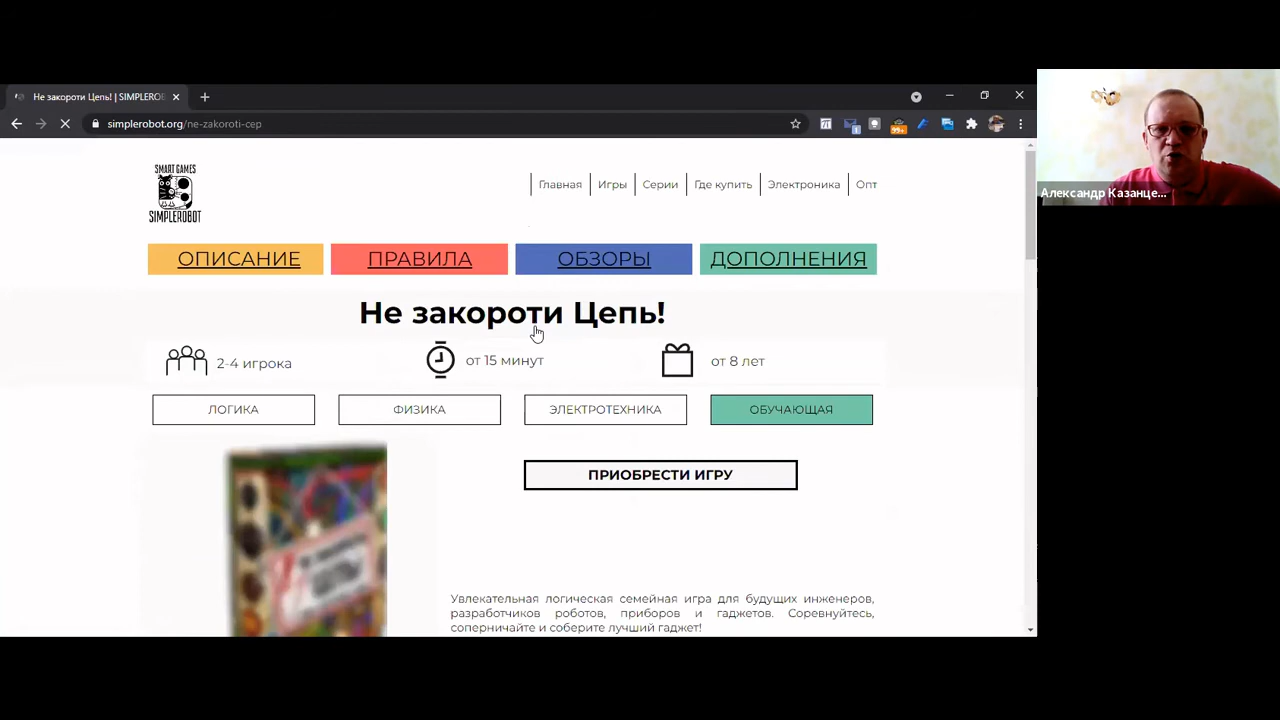 Не закороти Цепь! | SIMPLERO
simplerobot.org/ne-zakoroti-cep
1
99+
Александр Казанце...
SMART GAMES
SIMPLEROBOT
Главная
Игры
Серии
Где купить
Электроника
Опт
ОПИСАНИЕ
ПРАВИЛА
ОБЗОРЫ
ДОПОЛНЕНИЯ
Не закороти Цепь!
2-4 игрока
от 15 минут
от 8 лет
ЛОГИКА
ФИЗИКА
ЭЛЕКТРОТЕХНИКА
ОБУЧАЮЩАЯ
ПРИОБРЕСТИ ИГРУ
Увлекательная логическая семейная игра для будущих инженеров,
разработчиков роботов, приборов и гаджетов. Соревнуйтесь,
соперничайте и соберите лучший гаджет!